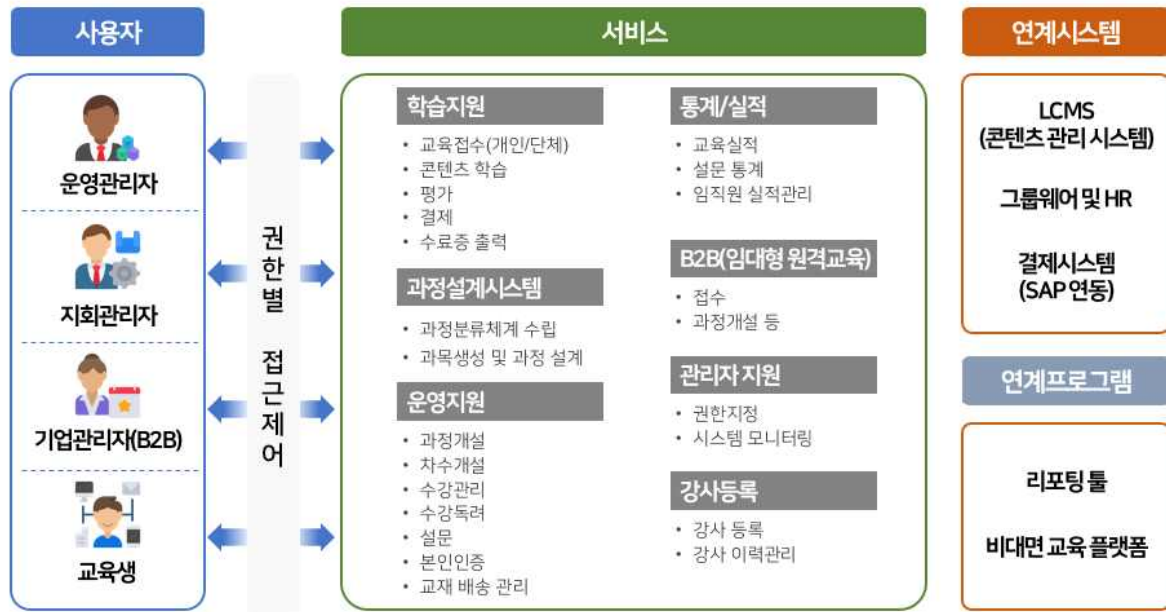 사용자
운영관리자
지회관리자
기업관리자(B2B)
교육생
권한별 접근제어
서비스
학습지원
• 교육접수(개인/단체)
• 콘텐츠 학습
• 평가
• 결제
• 수료증 출력
과정설계시스템
• 과정분류체계 수립
• 과목생성 및 과정 설계
운영지원
• 과정개설
• 차수개설
• 수강관리
• 수강독려
• 설문
• 본인인증
• 교재 배송 관리
통계/실적
• 교육실적
• 설문 통계
• 임직원 실적관리
B2B(임대형 원격교육)
• 접수
• 과정개설 등
관리자 지원
• 권한지정
• 시스템 모니터링
강사등록
• 강사 등록
• 강사 이력관리
연계시스템
LCMS
(콘텐츠 관리 시스템)
그룹웨어 및 HR
결제시스템
(SAP 연동)
연계프로그램
리포팅 툴
비대면 교육 플랫폼